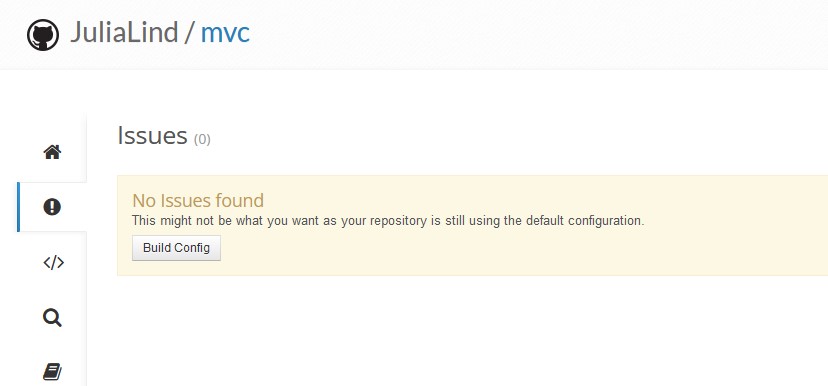 JuliaLind / mvc
Issues (0)
No Issues found
This might not be what you want as your repository is still using the default configuration.
Build Config